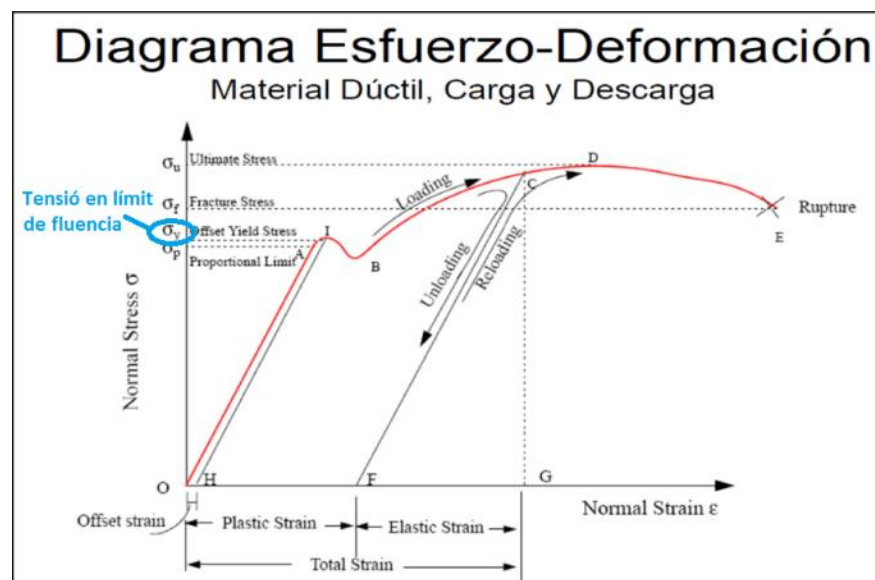 Diagrama Esfuerzo-Deformación
Material Dúctil, Carga y Descarga
σu Ultimate Stress
D
Loading
C
Tensió en límit
de fluencia
σf Fracture Stress
Rupture
E
σy Offset Yield Stress
I
A
σp Proportional Limit
B
Unloading
Reloading
Normal Stress σ
O
H
F
G
Normal Strain ε
Offset strain
Plastic Strain
Elastic Strain
Total Strain